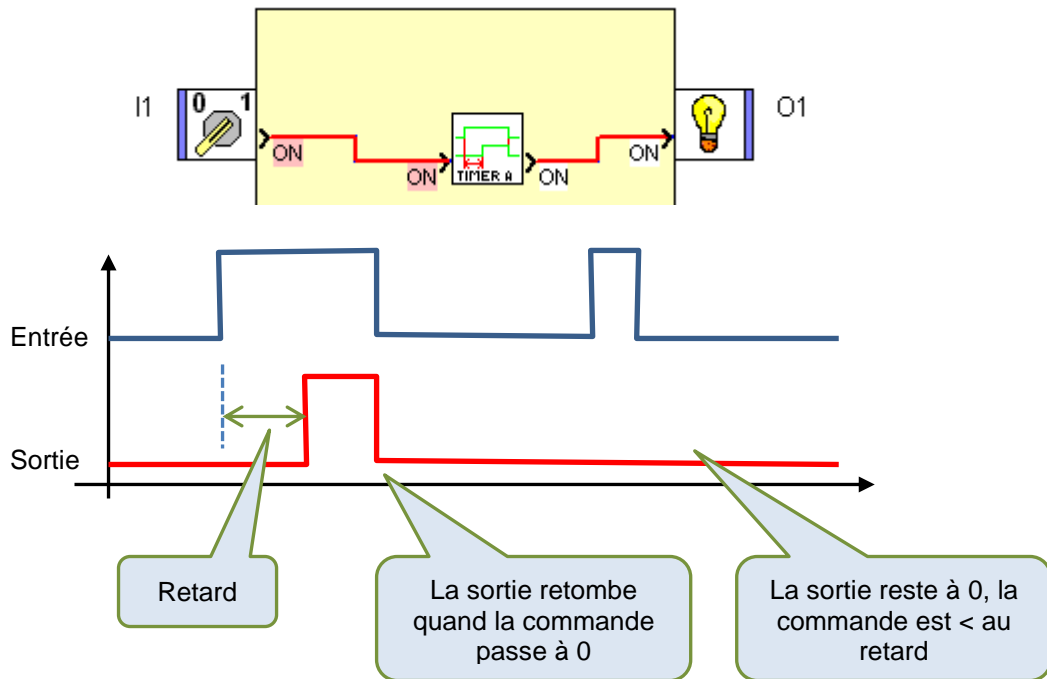 I1
0 1
O1
ON
ON
ON
ON
TIMER A
Entrée
Sortie
Retard
La sortie retombe
quand la commande
passe à 0
La sortie reste à 0, la
commande est < au
retard